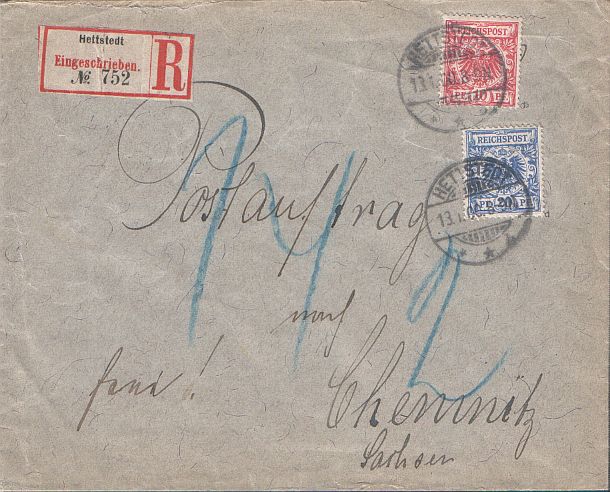 Hettstedt
Eingeschrieben.
№ 752
R
REICHSPOST
PF 10 PF
HETTSTEDT
REICHSPOST
PF 20 PF
HETTSTEDT
Postauftrag
nach
frei!
Chemnitz
Sachsen
142